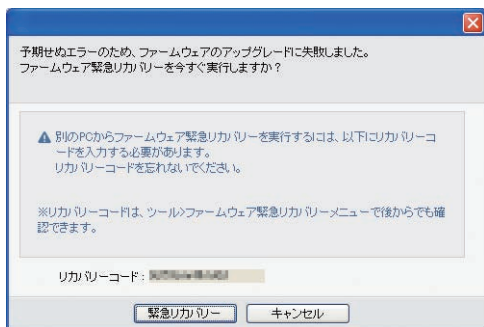 予期せぬエラーのため、ファームウェアのアップグレードに失敗しました。
ファームウェア緊急リカバリーを今すぐ実行しますか？
別のPCからファームウェア緊急リカバリーを実行するには、以下にリカバリーコ
ードを入力する必要があります。
リカバリーコードを忘れないでください。
※リカバリーコードは、ツール>ファームウェア緊急リカバリーメニューで後からでも確
認できます。
リカバリーコード：
緊急リカバリー
キャンセル